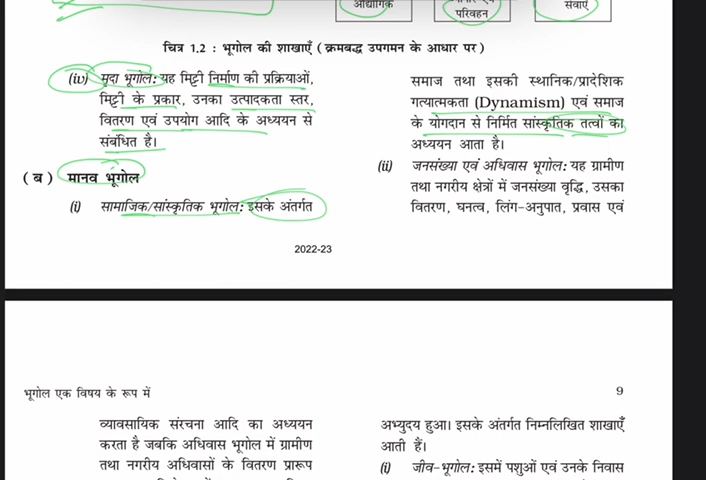 औद्योगिक
परिवहन
सेवाएँ
चित्र 1.2 : भूगोल की शाखाएँ (क्रमबद्ध उपगमन के आधार पर)
(iv) मृदा भूगोल: यह मिट्टी निर्माण की प्रक्रियाओं,
मिट्टी के प्रकार, उनका उत्पादकता स्तर,
वितरण एवं उपयोग आदि के अध्ययन से
संबंधित है।
(ब) मानव भूगोल
(i) सामाजिक/सांस्कृतिक भूगोल: इसके अंतर्गत
समाज तथा इसकी स्थानिक/प्रादेशिक
गत्यात्मकता (Dynamism) एवं समाज
के योगदान से निर्मित सांस्कृतिक तत्वों का
अध्ययन आता है।
(ii) जनसंख्या एवं अधिवास भूगोल: यह ग्रामीण
तथा नगरीय क्षेत्रों में जनसंख्या वृद्धि, उसका
वितरण, घनत्व, लिंग-अनुपात, प्रवास एवं
2022-23
भूगोल एक विषय के रूप में
9
व्यावसायिक संरचना आदि का अध्ययन
करता है जबकि अधिवास भूगोल में ग्रामीण
तथा नगरीय अधिवासों के वितरण प्रारूप
अभ्युदय हुआ। इसके अंतर्गत निम्नलिखित शाखाएँ
आती हैं।
(i) जीव-भूगोल: इसमें पशुओं एवं उनके निवास